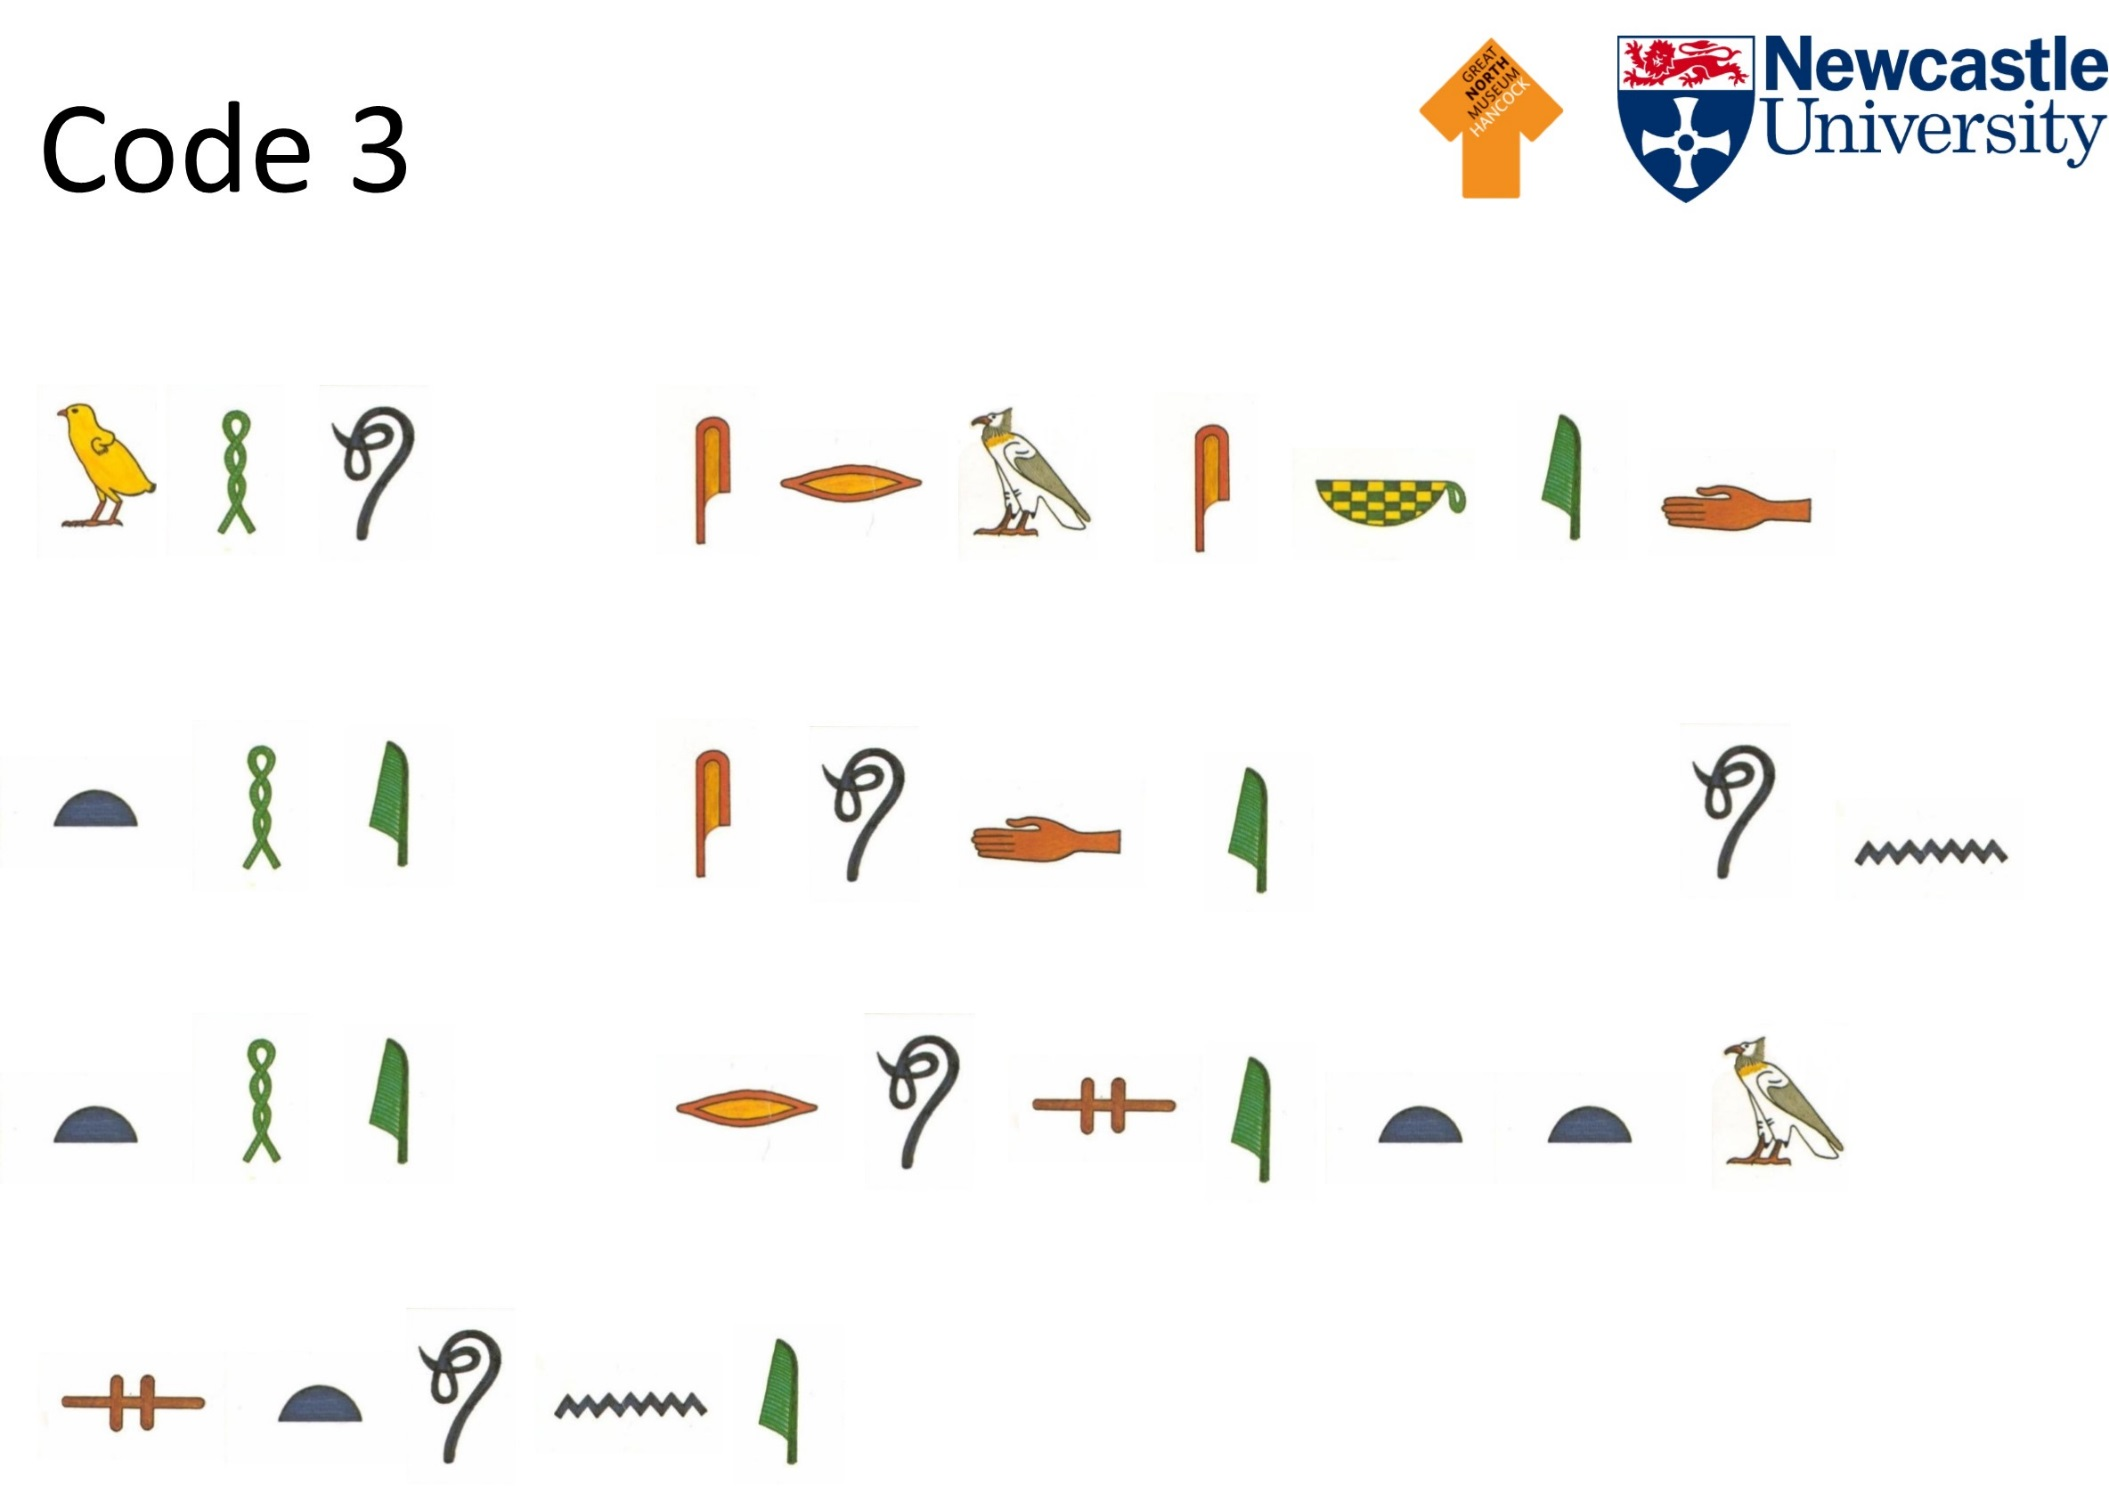 Code 3
GREAT
NORTH
MUSEUM
HANCOCK
Newcastle
University
𓅱 𓎛 𓍯 𓋴 𓂋 𓄿 𓋴 𓎡 𓇋 𓂧
𓏏 𓎛 𓇋 𓋴 𓍯 𓂧 𓇋 𓍯 𓈖
𓏏 𓎛 𓇋 𓂋 𓍯 𓊃 𓇋 𓏏 𓏏 𓄿
𓊃 𓏏 𓍯 𓈖 𓇋